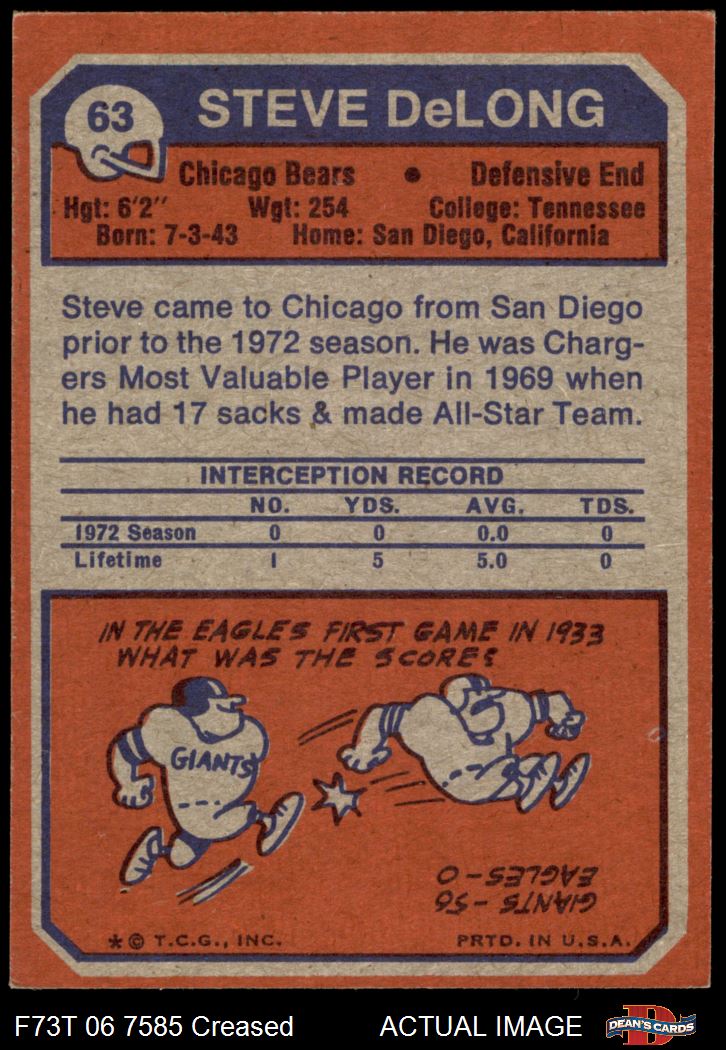 63
STEVE DeLONG
Chicago Bears • Defensive End
Hgt: 6'2" Wgt: 254 College: Tennessee
Born: 7-3-43 Home: San Diego, California
Steve came to Chicago from San Diego
prior to the 1972 season. He was Charg-
ers Most Valuable Player in 1969 when
he had 17 sacks & made All-Star Team.
INTERCEPTION RECORD
NO. YDS. AVG. TDS.
1972 Season 0 0 0.0 0
Lifetime 1 5 5.0 0
IN THE EAGLES FIRST GAME IN 1933
WHAT WAS THE SCORE?
GIANTS
GIANTS - 56
EAGLES - 0
* © T.C.G., INC. PRTD. IN U.S.A.
F73T 06 7585 Creased ACTUAL IMAGE
D
DEAN'S CARDS